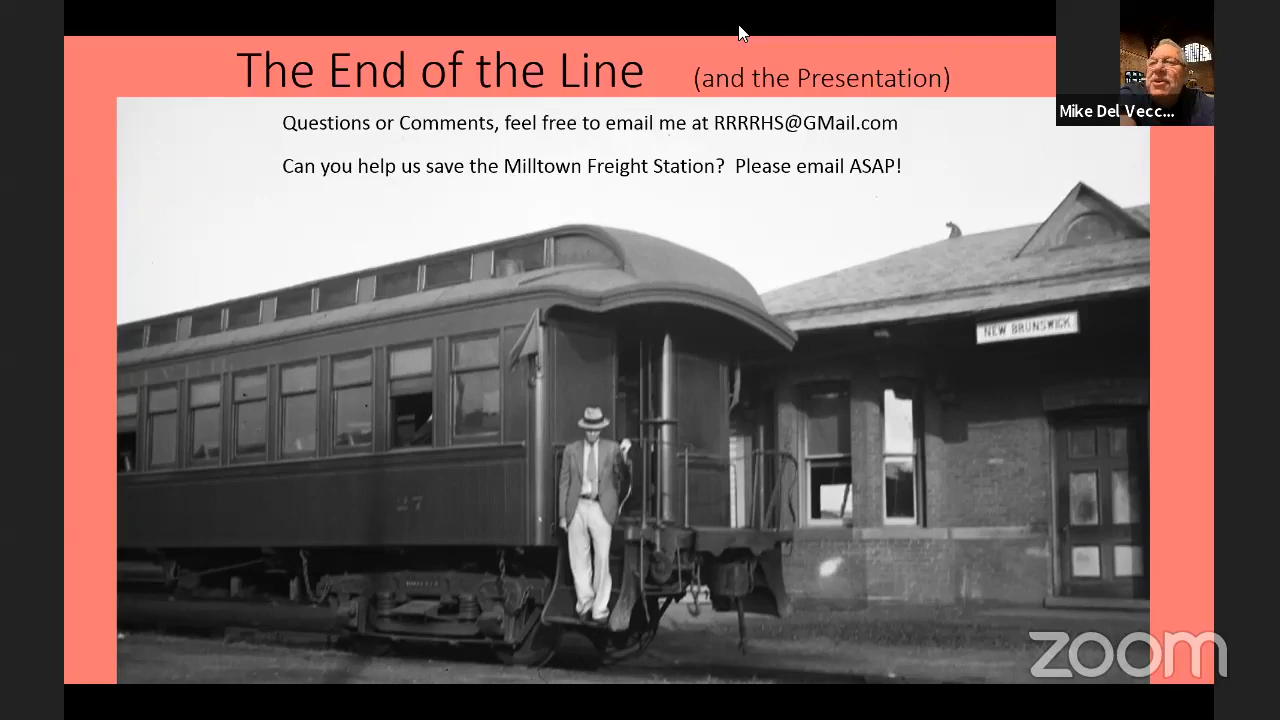 The End of the Line (and the Presentation)
Mike Del Vecc...
Questions or Comments, feel free to email me at RRRRHS@GMail.com
Can you help us save the Milltown Freight Station? Please email ASAP!
NEW BRUNSWICK
27
zoom